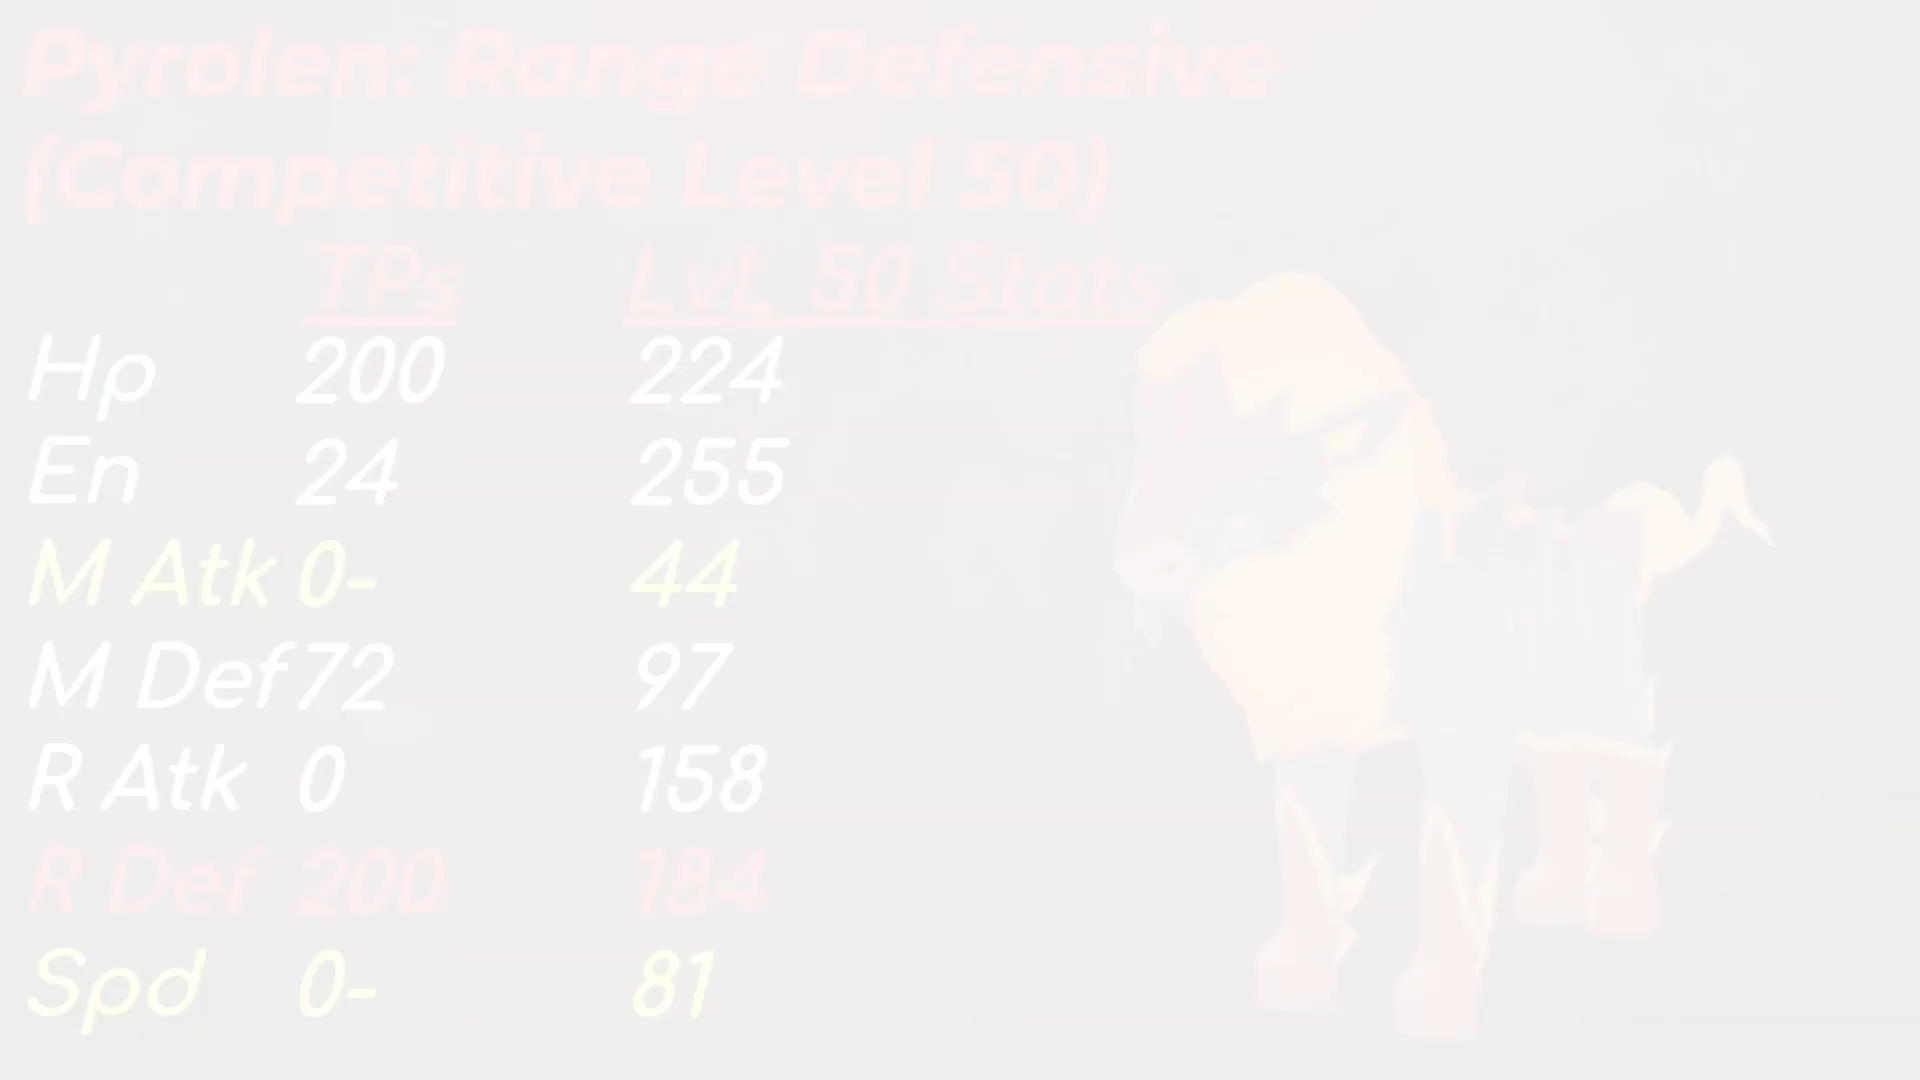 Pyrolen: Range Defensive
(Competitive Level 50)
TPs LvL 50 Stats
Hp 200 224
En 24 255
M Atk 0- 44
M Def 72 97
R Atk 0 158
R Def 200 184
Spd 0- 81